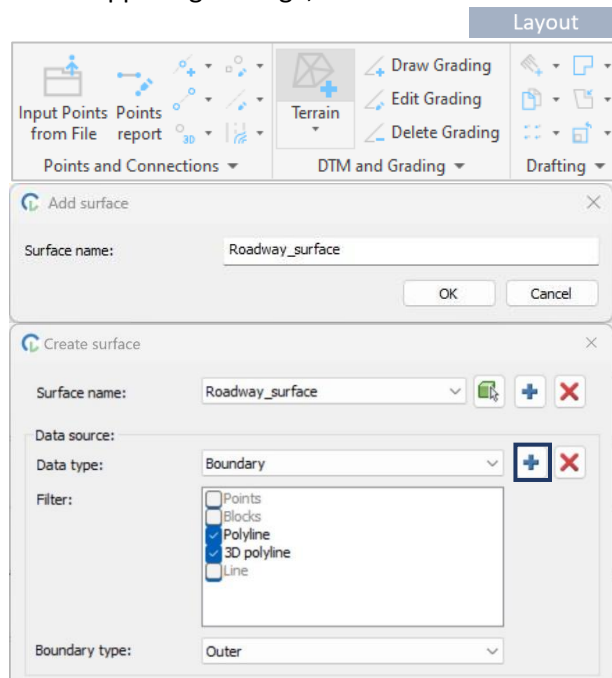 Layout
Input Points
from File
Points
report
3D
Terrain
Draw Grading
Edit Grading
Delete Grading
Points and Connections
DTM and Grading
Drafting
Add surface
Surface name:
Roadway_surface
OK
Cancel
Create surface
Surface name:
Roadway_surface
Data source:
Data type:
Boundary
Filter:
Points
Blocks
Polyline
3D polyline
Line
Boundary type:
Outer